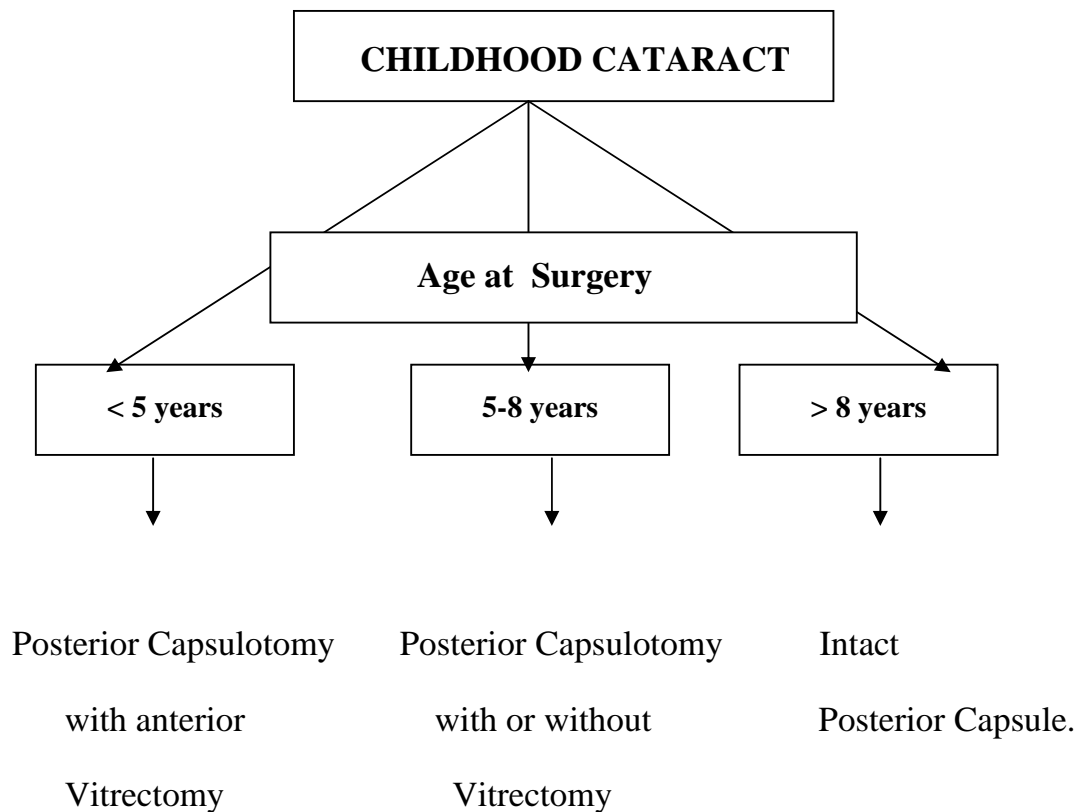 CHILDHOOD CATARACT
Age at Surgery
< 5 years
5-8 years
> 8 years
Posterior Capsulotomy
with anterior
Vitrectomy
Posterior Capsulotomy
with or without
Vitrectomy
Intact
Posterior Capsule.